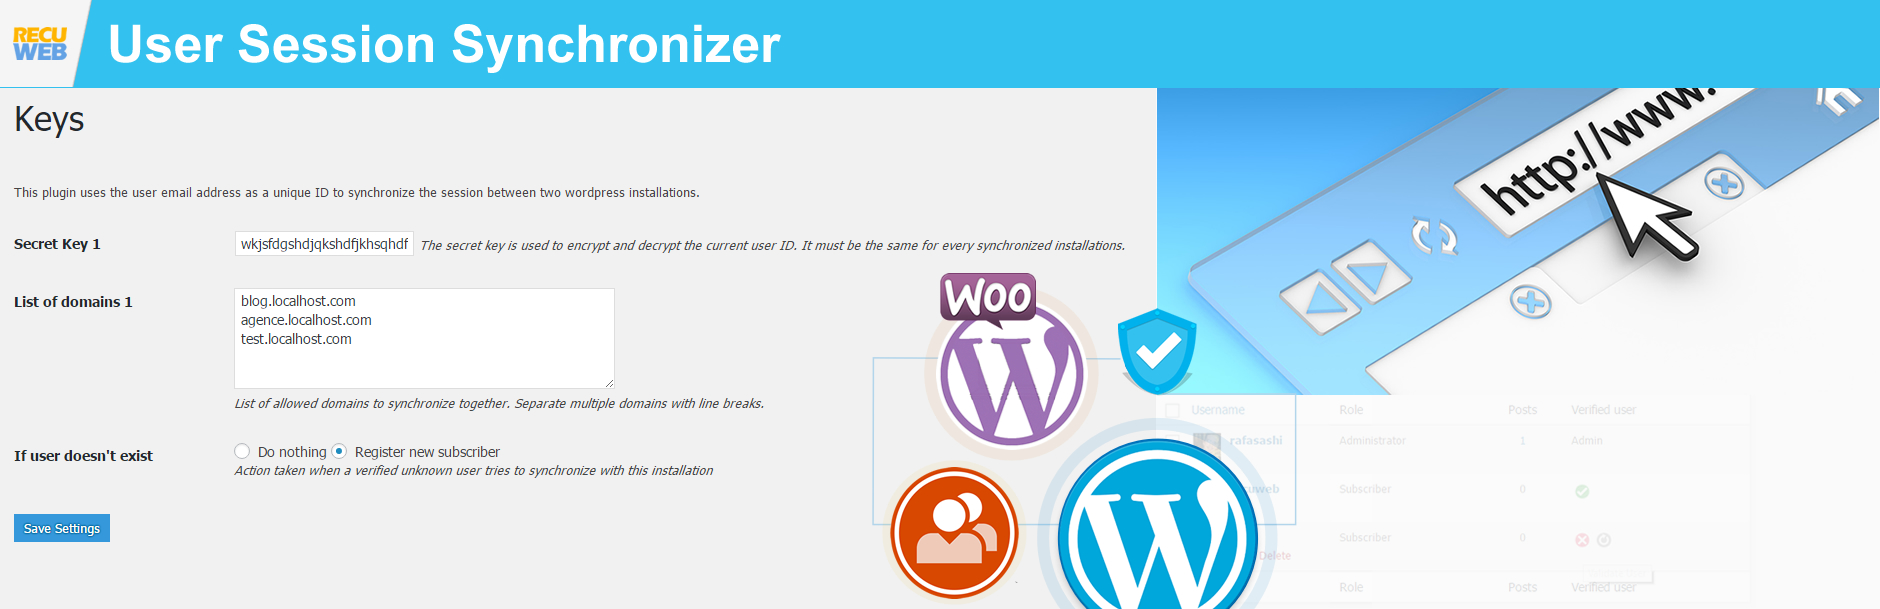 RECU
WEB
User Session Synchronizer
Keys
This plugin uses the user email address as a unique ID to synchronize the session between two wordpress installations.
Secret Key 1
wkjsfdgshdjqkshdfjkhsqhdf
The secret key is used to encrypt and decrypt the current user ID. It must be the same for every synchronized installations.
List of domains 1
blog.localhost.com
agence.localhost.com
test.localhost.com
List of allowed domains to synchronize together. Separate multiple domains with line breaks.
If user doesn't exist
Do nothing
Register new subscriber
Action taken when a verified unknown user tries to synchronize with this installation
Save Settings
http://www.
WOO
W
W
Username Role Posts Verified user
rafasashi Administrator 1 Admin
Subscriber 0
Subscriber 0
Delete
Role Posts Verified user